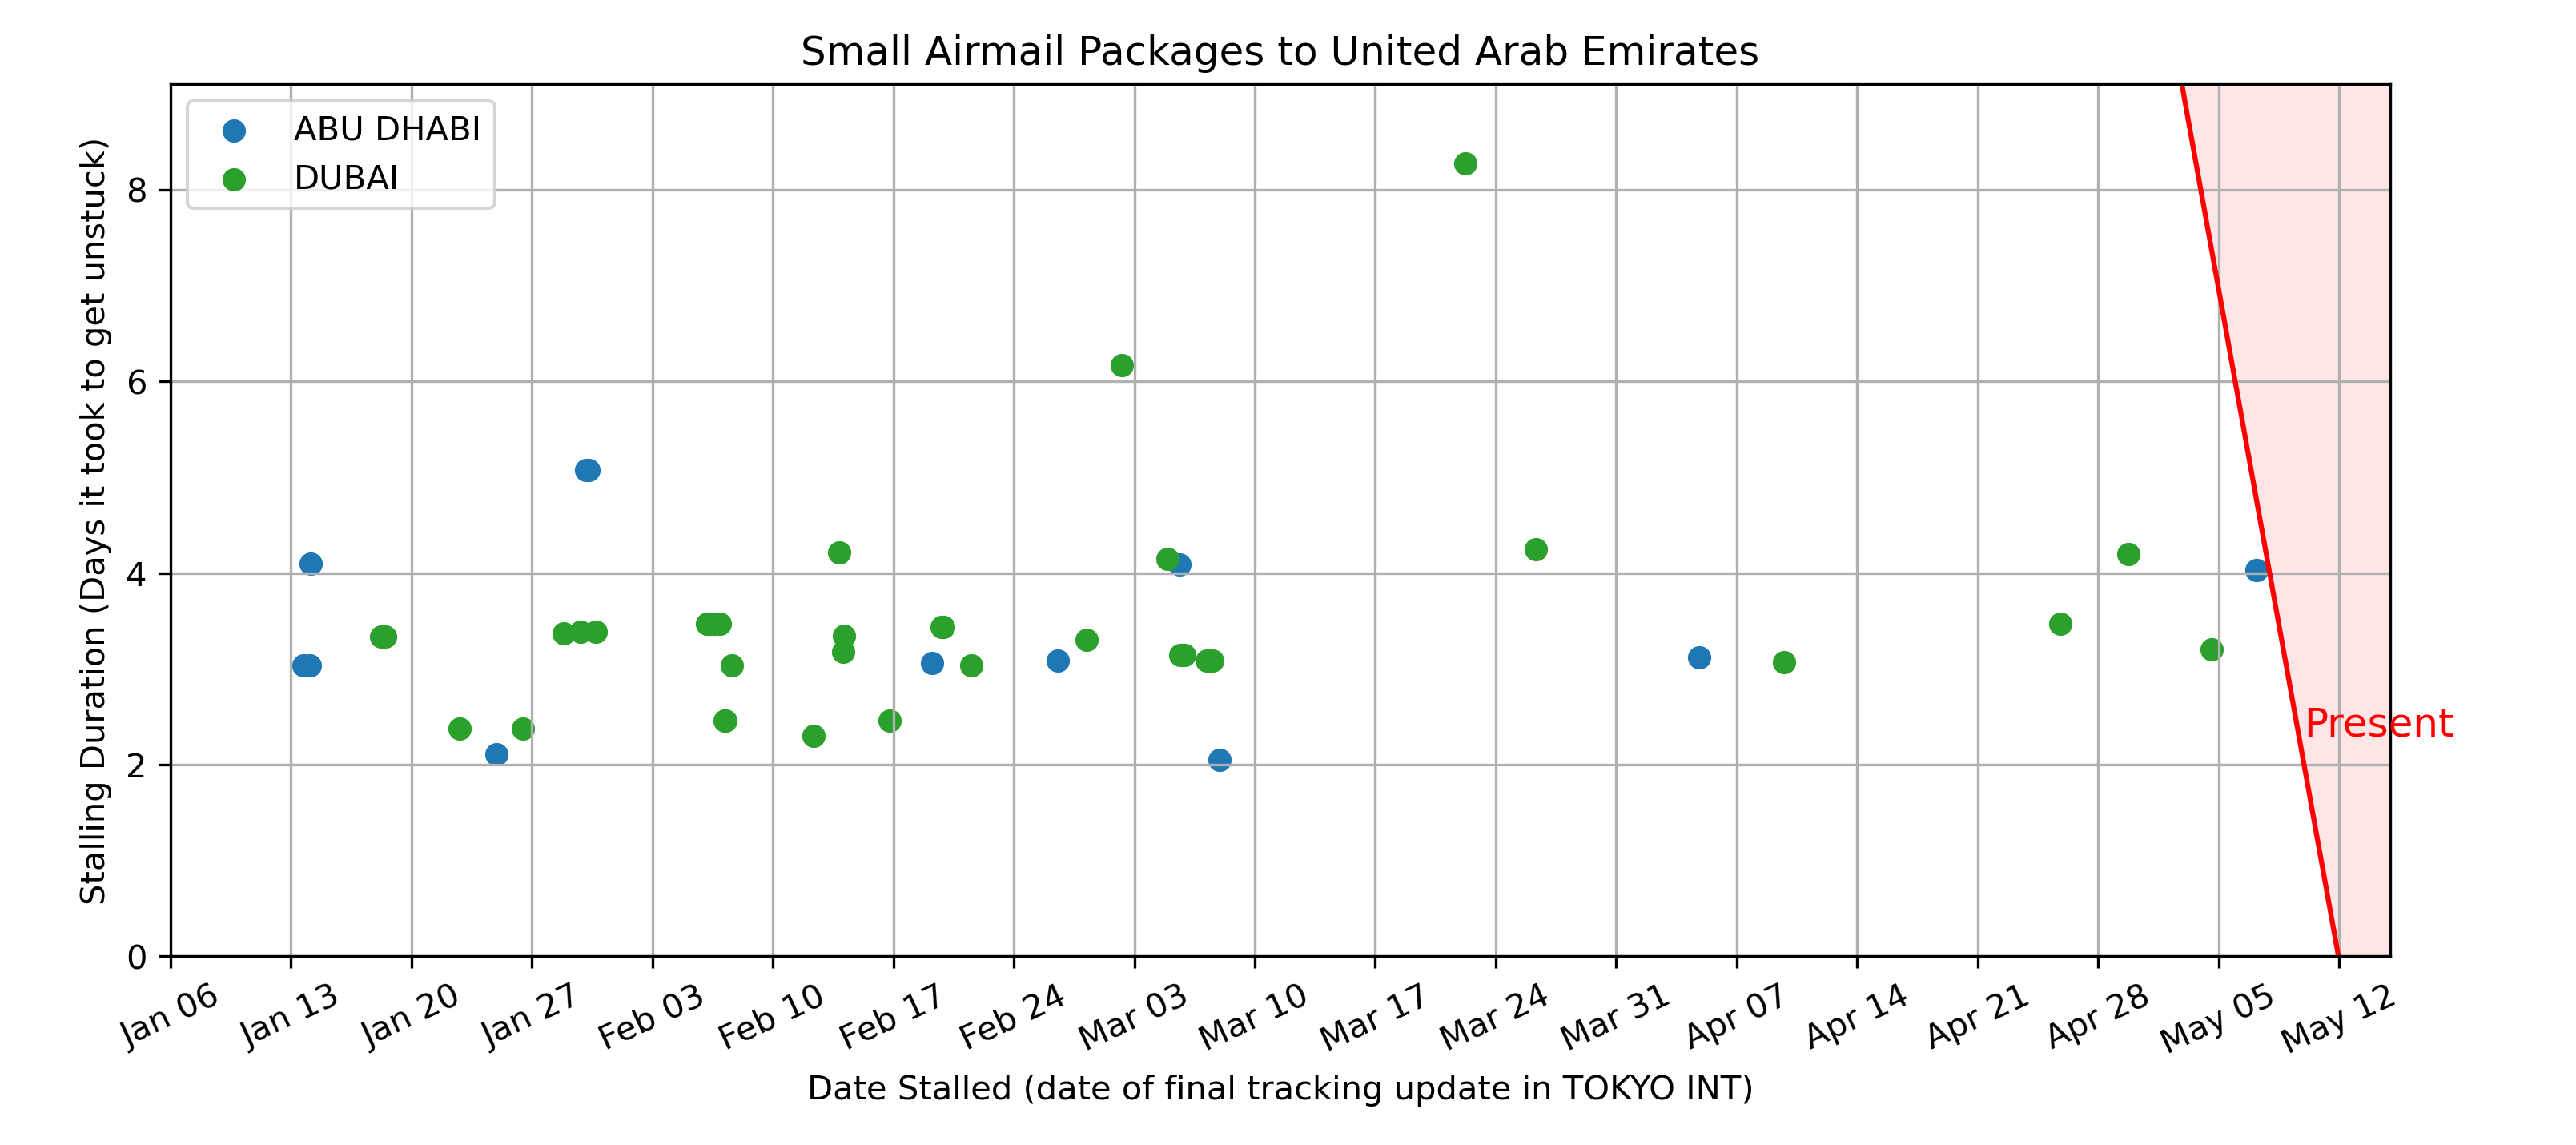 Small Airmail Packages to United Arab Emirates
ABU DHABI
DUBAI
Stalling Duration (Days it took to get unstuck)
8
6
4
2
0
Present
Jan 06 Jan 13 Jan 20 Jan 27 Feb 03 Feb 10 Feb 17 Feb 24 Mar 03 Mar 10 Mar 17 Mar 24 Mar 31 Apr 07 Apr 14 Apr 21 Apr 28 May 05 May 12
Date Stalled (date of final tracking update in TOKYO INT)